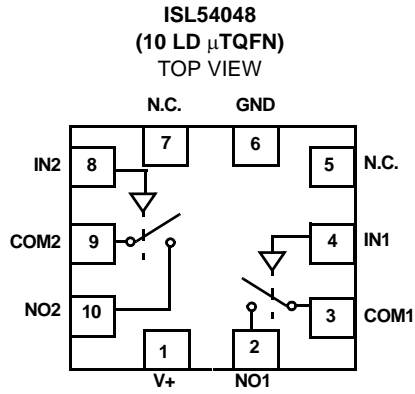 ISL54048
(10 LD μTQFN)
TOP VIEW
N.C. GND
7 6
IN2 8 5 N.C.
COM2 9 4 IN1
NO2 10 3 COM1
1 2
V+ NO1